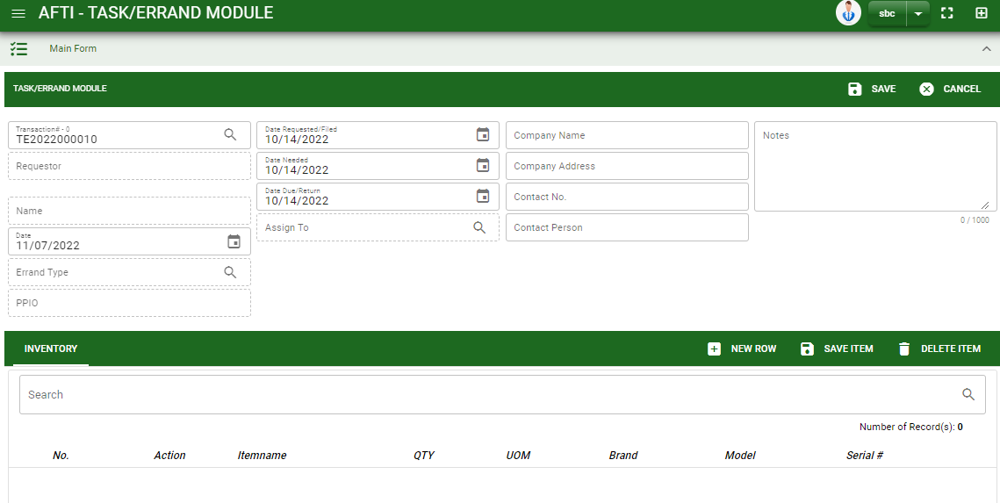 AFTI - TASK/ERRAND MODULE
sbc
Main Form
TASK/ERRAND MODULE
SAVE
CANCEL
Transaction# - 0
TE2022000010
Requestor
Name
Date
11/07/2022
Errand Type
PPIO
Date Requested/Filed
10/14/2022
Date Needed
10/14/2022
Date Due/Return
10/14/2022
Assign To
Company Name
Company Address
Contact No.
Contact Person
Notes
0 / 1000
INVENTORY
NEW ROW
SAVE ITEM
DELETE ITEM
Search
Number of Record(s): 0
No. Action Itemname QTY UOM Brand Model Serial #